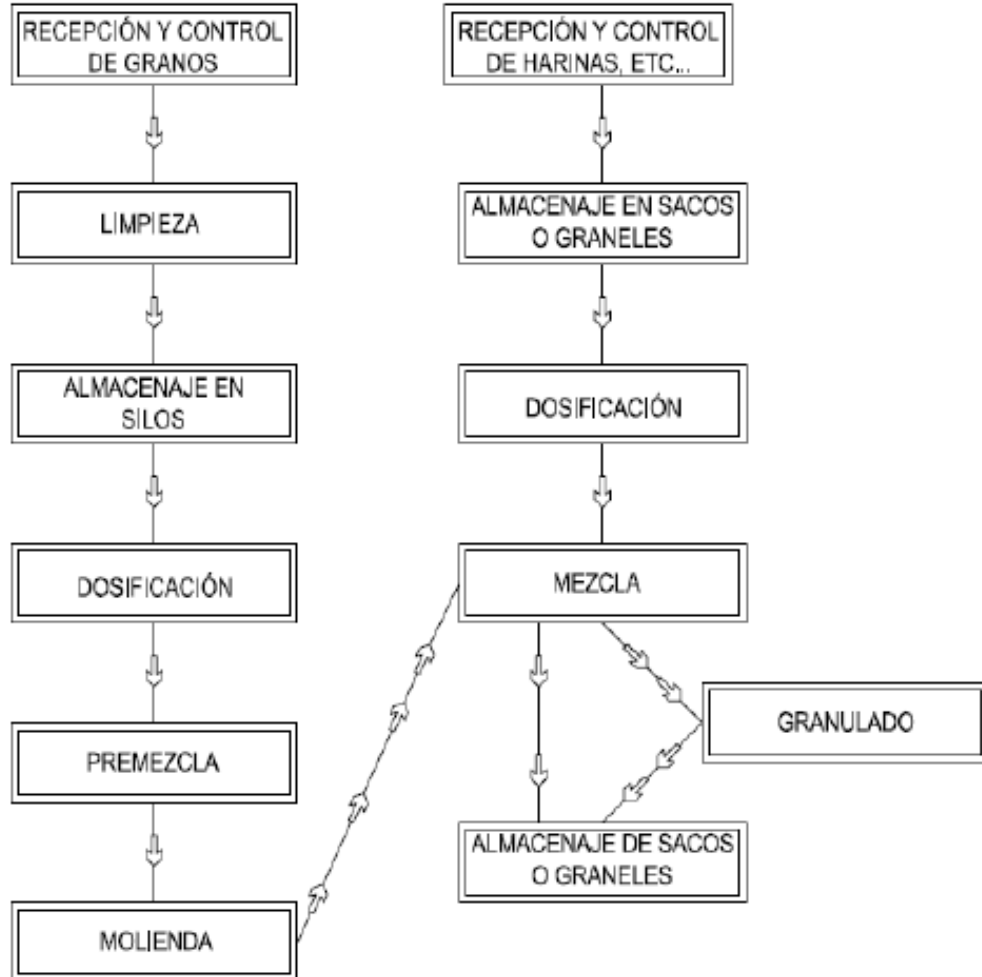 RECEPCIÓN Y CONTROL
DE GRANOS
LIMPIEZA
ALMACENAJE EN
SILOS
DOSIFICACIÓN
PREMEZCLA
MOLIENDA
RECEPCIÓN Y CONTROL
DE HARINAS, ETC...
ALMACENAJE EN SACOS
O GRANELES
DOSIFICACIÓN
MEZCLA
GRANULADO
ALMACENAJE DE SACOS
O GRANELES